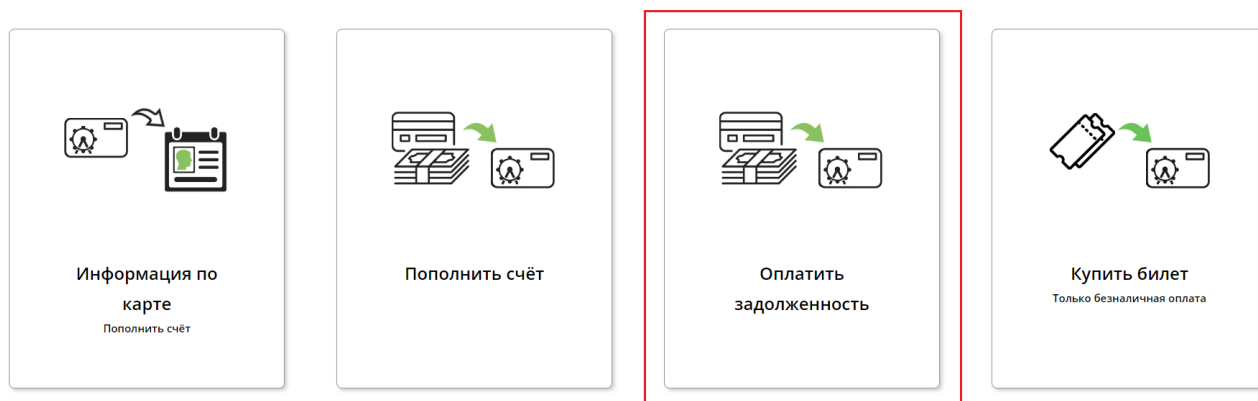 Информация по
карте
Пополнить счёт
Пополнить счёт
Оплатить
задолженность
Купить билет
Только безналичная оплата